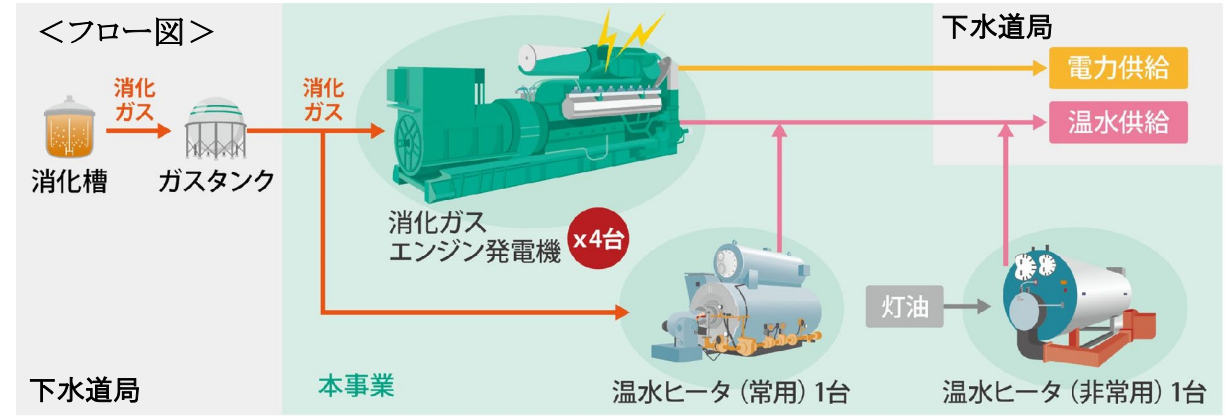 ＜フロー図＞
下水道局
電力供給
温水供給
消化
ガス
消化
ガス
消化槽
ガスタンク
消化ガス
エンジン発電機
x4台
灯油
下水道局
本事業
温水ヒータ（常用）1台
温水ヒータ（非常用）1台